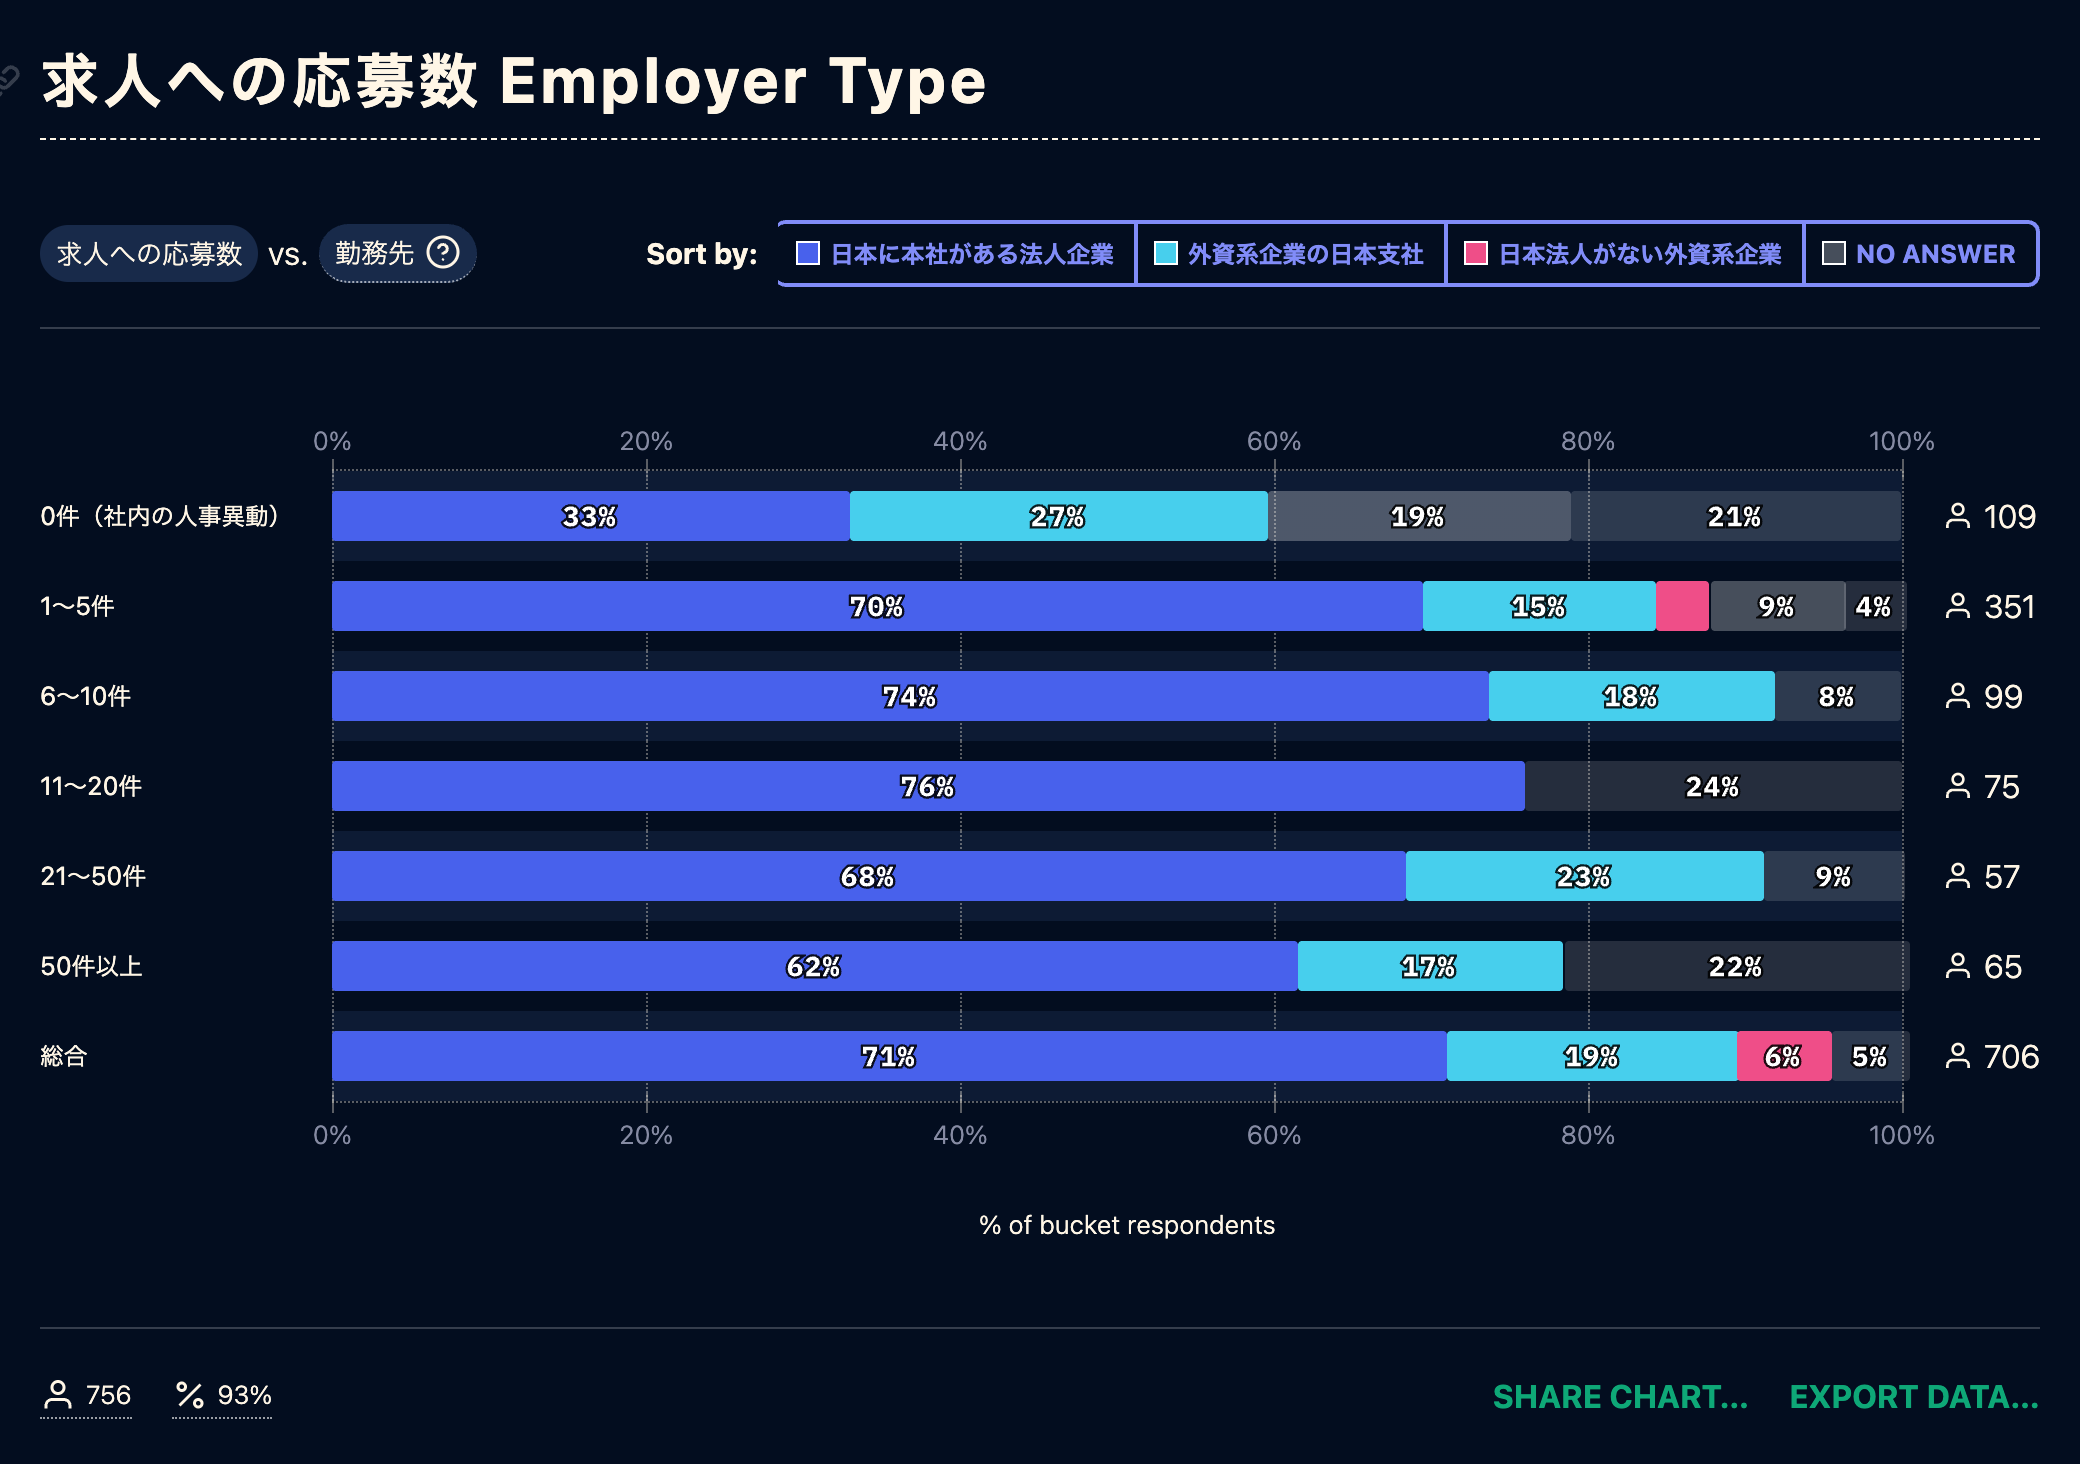 求人への応募数 Employer Type
求人への応募数 vs. 勤務先
Sort by: 日本に本社がある法人企業 外資系企業の日本支社 日本法人がない外資系企業 NO ANSWER
0% 20% 40% 60% 80% 100%
0件（社内の人事異動） 33% 27% 19% 21% 109
1〜5件 70% 15% 9% 4% 351
6〜10件 74% 18% 8% 99
11〜20件 76% 24% 75
21〜50件 68% 23% 9% 57
50件以上 62% 17% 22% 65
総合 71% 19% 6% 5% 706
0% 20% 40% 60% 80% 100%
% of bucket respondents
756 93% SHARE CHART... EXPORT DATA...